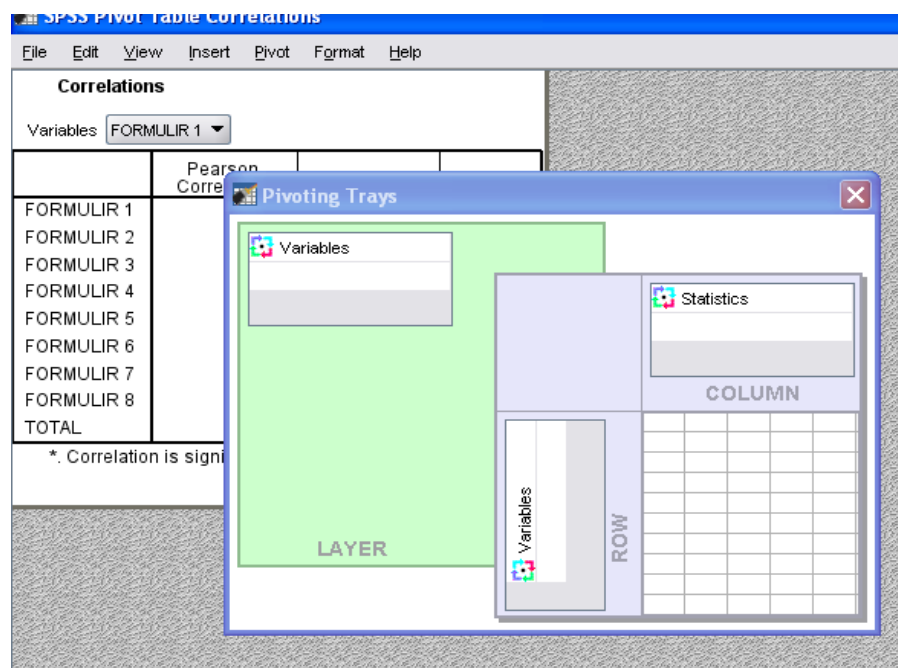 SPSS Pivot Table Correlations
File Edit View Insert Pivot Format Help
Correlations
Variables FORMULIR 1
Pearson
Corre
FORMULIR 1
FORMULIR 2
FORMULIR 3
FORMULIR 4
FORMULIR 5
FORMULIR 6
FORMULIR 7
FORMULIR 8
TOTAL
*. Correlation is signi
Pivoting Trays
Variables
LAYER
Statistics
COLUMN
Variables
ROW